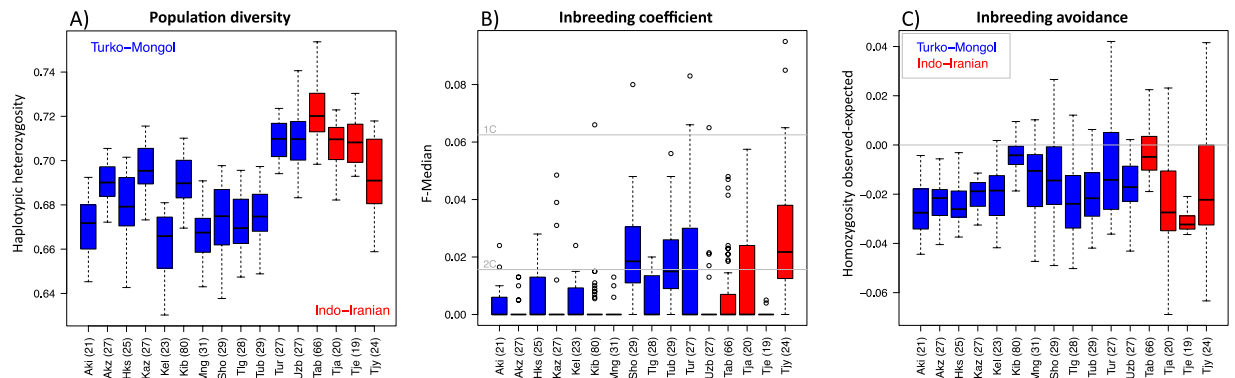 A) Population diversity
Turko−Mongol
Haplotypic heterozygosity
0.74
0.72
0.70
0.68
0.66
0.64
Indo−Iranian
Aki (21)
Akz (27)
Hks (25)
Kaz (27)
Kel (23)
Kib (80)
Mng (31)
Sho (29)
Tlg (28)
Tub (29)
Tur (27)
Uzb (27)
Tab (66)
Tja (20)
Tje (19)
Tjy (24)
B) Inbreeding coefficient
F-Median
0.08
0.06
0.04
0.02
0.00
1C
2C
Aki (21)
Akz (27)
Hks (25)
Kaz (27)
Kel (23)
Kib (80)
Mng (31)
Sho (29)
Tlg (28)
Tub (29)
Tur (27)
Uzb (27)
Tab (66)
Tja (20)
Tje (19)
Tjy (24)
C) Inbreeding avoidance
Turko−Mongol
Indo−Iranian
Homozygosity observed-expected
0.04
0.02
0.00
−0.02
−0.04
−0.06
Aki (21)
Akz (27)
Hks (25)
Kaz (27)
Kel (23)
Kib (80)
Mng (31)
Sho (29)
Tlg (28)
Tub (29)
Tur (27)
Uzb (27)
Tab (66)
Tja (20)
Tje (19)
Tjy (24)